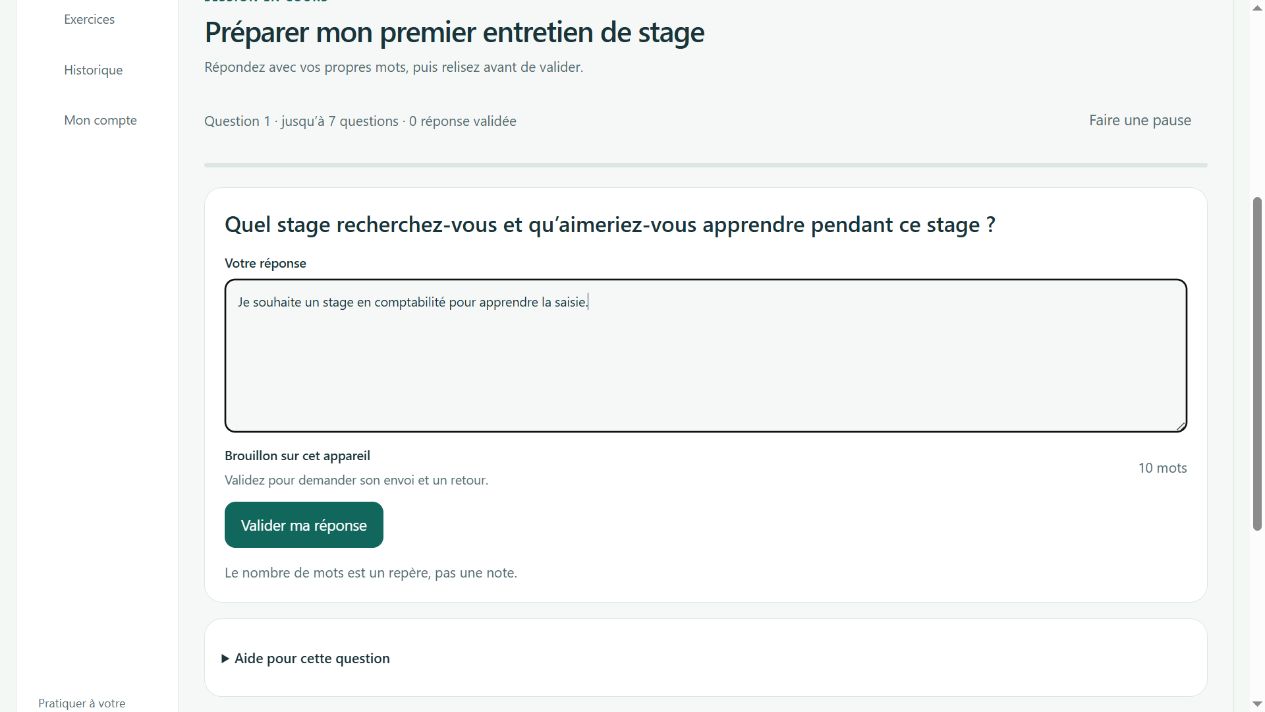 Exercices
Historique
Mon compte
Préparer mon premier entretien de stage
Répondez avec vos propres mots, puis relisez avant de valider.
Question 1 · jusqu’à 7 questions · 0 réponse validée
Faire une pause
Quel stage recherchez-vous et qu’aimeriez-vous apprendre pendant ce stage ?
Votre réponse
Je souhaite un stage en comptabilité pour apprendre la saisie.
Brouillon sur cet appareil
10 mots
Validez pour demander son envoi et un retour.
Valider ma réponse
Le nombre de mots est un repère, pas une note.
Aide pour cette question
Pratiquer à votre